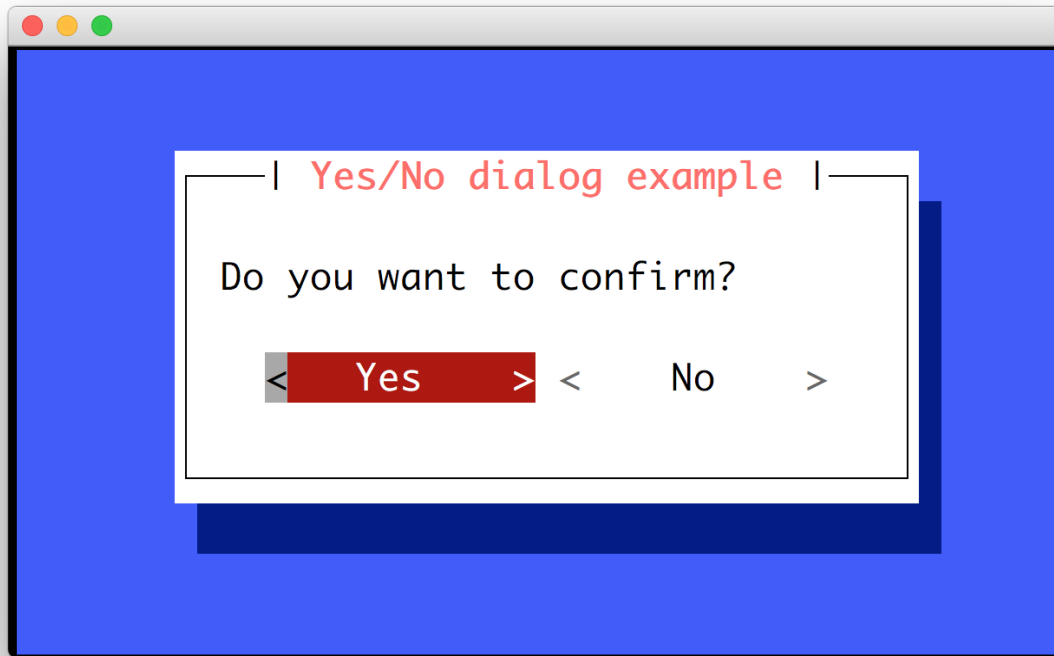 | Yes/No dialog example |
Do you want to confirm?
< Yes > < No >